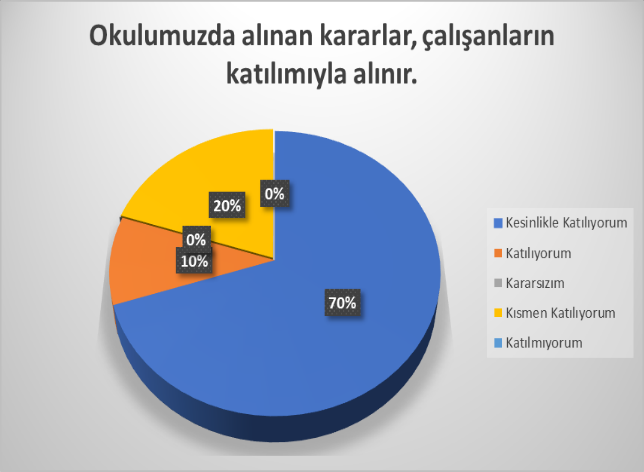 Okulumuzda alınan kararlar, çalışanların
katılımıyla alınır.
0%
20%
0%
10%
70%
Kesinlikle Katılıyorum
Katılıyorum
Kararsızım
Kısmen Katılıyorum
Katılmıyorum